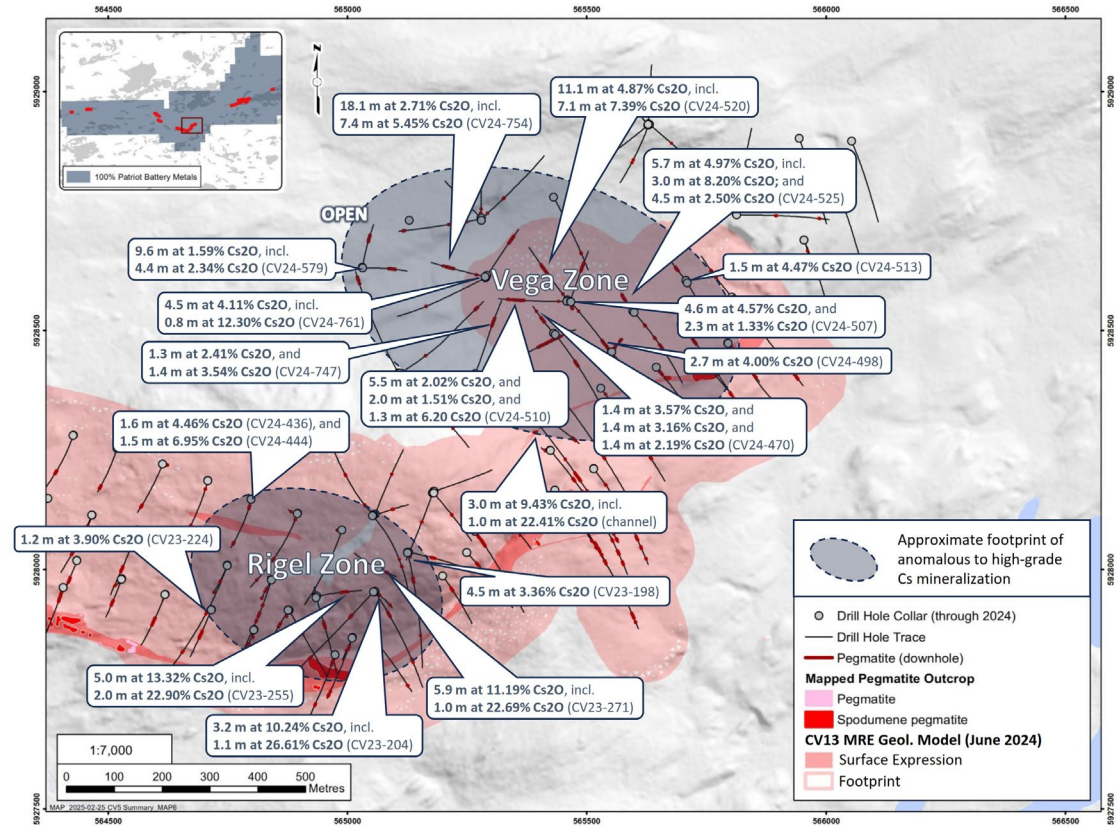 564500
565000
565500
566000
566500
5929000
5929000
5928500
5928500
5928000
5928000
5927500
5927500
100% Patriot Battery Metals
z
18.1 m at 2.71% Cs2O, incl.
7.4 m at 5.45% Cs2O (CV24-754)
11.1 m at 4.87% Cs2O, incl.
7.1 m at 7.39% Cs2O (CV24-520)
5.7 m at 4.97% Cs2O, incl.
3.0 m at 8.20% Cs2O; and
4.5 m at 2.50% Cs2O (CV24-525)
OPEN
9.6 m at 1.59% Cs2O, incl.
4.4 m at 2.34% Cs2O (CV24-579)
Vega Zone
1.5 m at 4.47% Cs2O (CV24-513)
4.5 m at 4.11% Cs2O, incl.
0.8 m at 12.30% Cs2O (CV24-761)
4.6 m at 4.57% Cs2O, and
2.3 m at 1.33% Cs2O (CV24-507)
1.3 m at 2.41% Cs2O, and
1.4 m at 3.54% Cs2O (CV24-747)
2.7 m at 4.00% Cs2O (CV24-498)
5.5 m at 2.02% Cs2O, and
2.0 m at 1.51% Cs2O, and
1.3 m at 6.20 Cs2O (CV24-510)
1.4 m at 3.57% Cs2O, and
1.4 m at 3.16% Cs2O, and
1.4 m at 2.19% Cs2O (CV24-470)
1.6 m at 4.46% Cs2O (CV24-436), and
1.5 m at 6.95% Cs2O (CV24-444)
3.0 m at 9.43% Cs2O, incl.
1.0 m at 22.41% Cs2O (channel)
1.2 m at 3.90% Cs2O (CV23-224)
Rigel Zone
4.5 m at 3.36% Cs2O (CV23-198)
5.0 m at 13.32% Cs2O, incl.
2.0 m at 22.90% Cs2O (CV23-255)
5.9 m at 11.19% Cs2O, incl.
1.0 m at 22.69% Cs2O (CV23-271)
3.2 m at 10.24% Cs2O, incl.
1.1 m at 26.61% Cs2O (CV23-204)
Approximate footprint of
anomalous to high-grade
Cs mineralization
Drill Hole Collar (through 2024)
Drill Hole Trace
Pegmatite (downhole)
Mapped Pegmatite Outcrop
Pegmatite
Spodumene pegmatite
CV13 MRE Geol. Model (June 2024)
Surface Expression
Footprint
1:7,000
0 100 200 300 400 500
Metres
MAP_2025-02-25 CV5 Summary_MAP6
564500
565000
565500
566000
566500